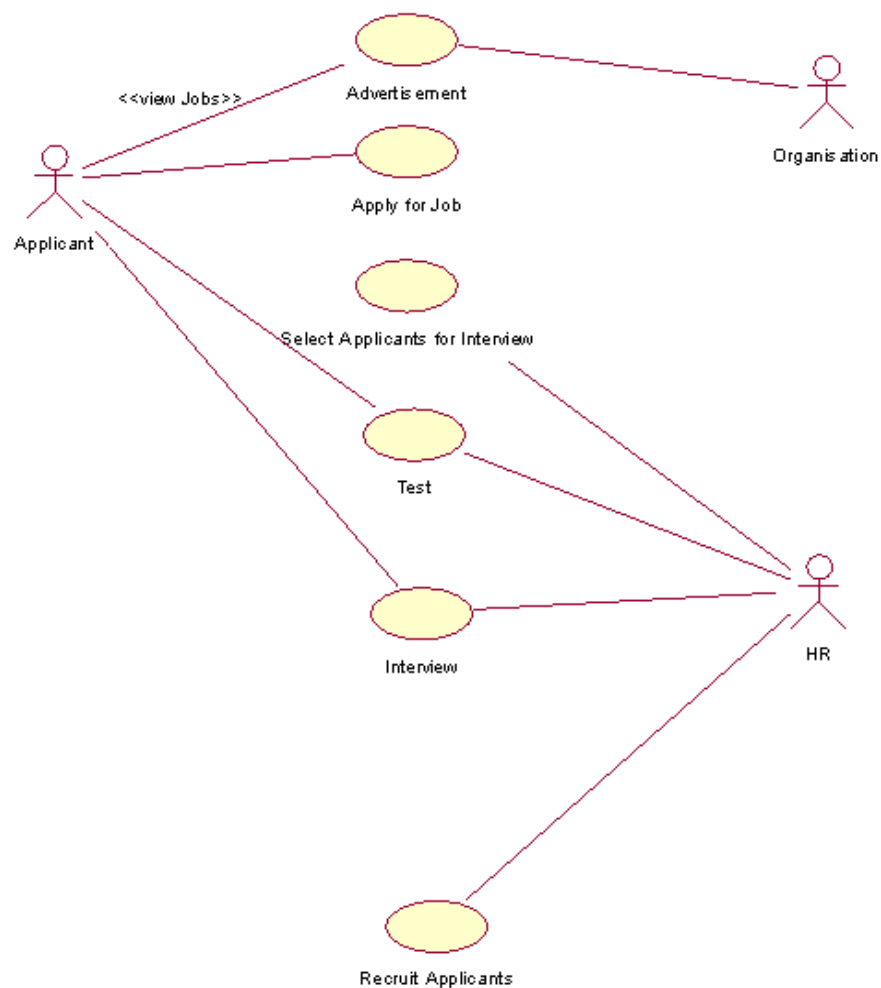 Advertisement
<<view Jobs>>
Organisation
Apply for Job
Applicant
Select Applicants for Interview
Test
HR
Interview
Recruit Applicants